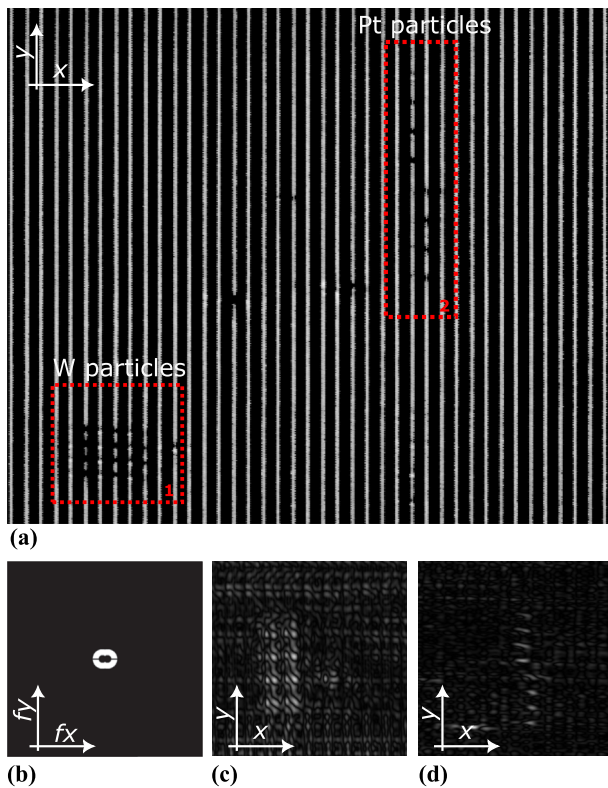 Pt particles
y
x
2
W particles
1
(a)
fy
fx
y
x
y
x
(b)
(c)
(d)